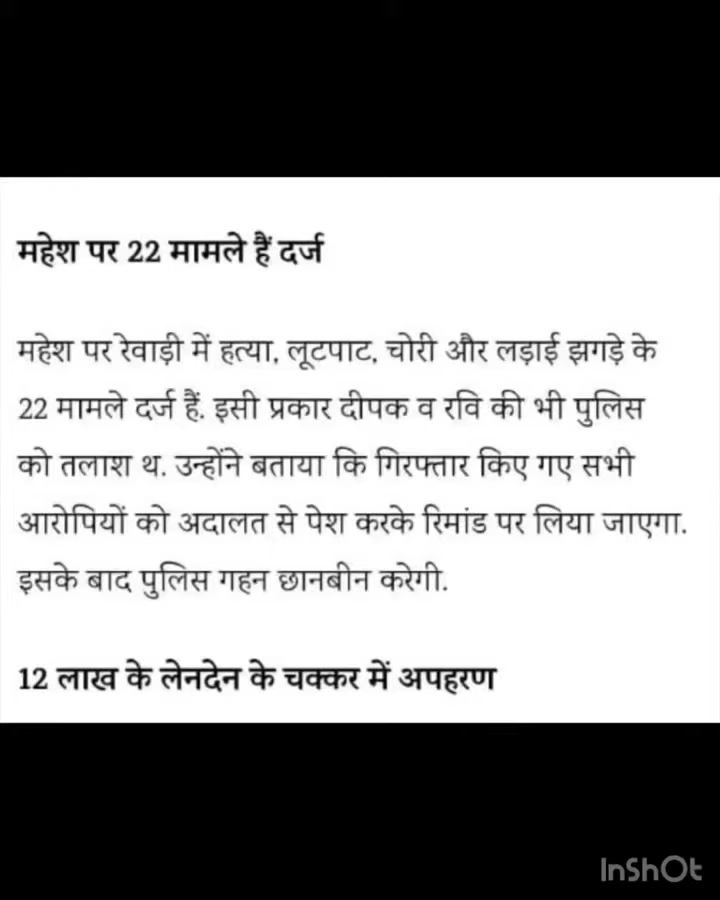 महेश पर 22 मामले हैं दर्ज
महेश पर रेवाड़ी में हत्या, लूटपाट, चोरी और लड़ाई झगड़े के
22 मामले दर्ज हैं. इसी प्रकार दीपक व रवि की भी पुलिस
को तलाश थ. उन्होंने बताया कि गिरफ्तार किए गए सभी
आरोपियों को अदालत से पेश करके रिमांड पर लिया जाएगा.
इसके बाद पुलिस गहन छानबीन करेगी.
12 लाख के लेनदेन के चक्कर में अपहरण
InShOt